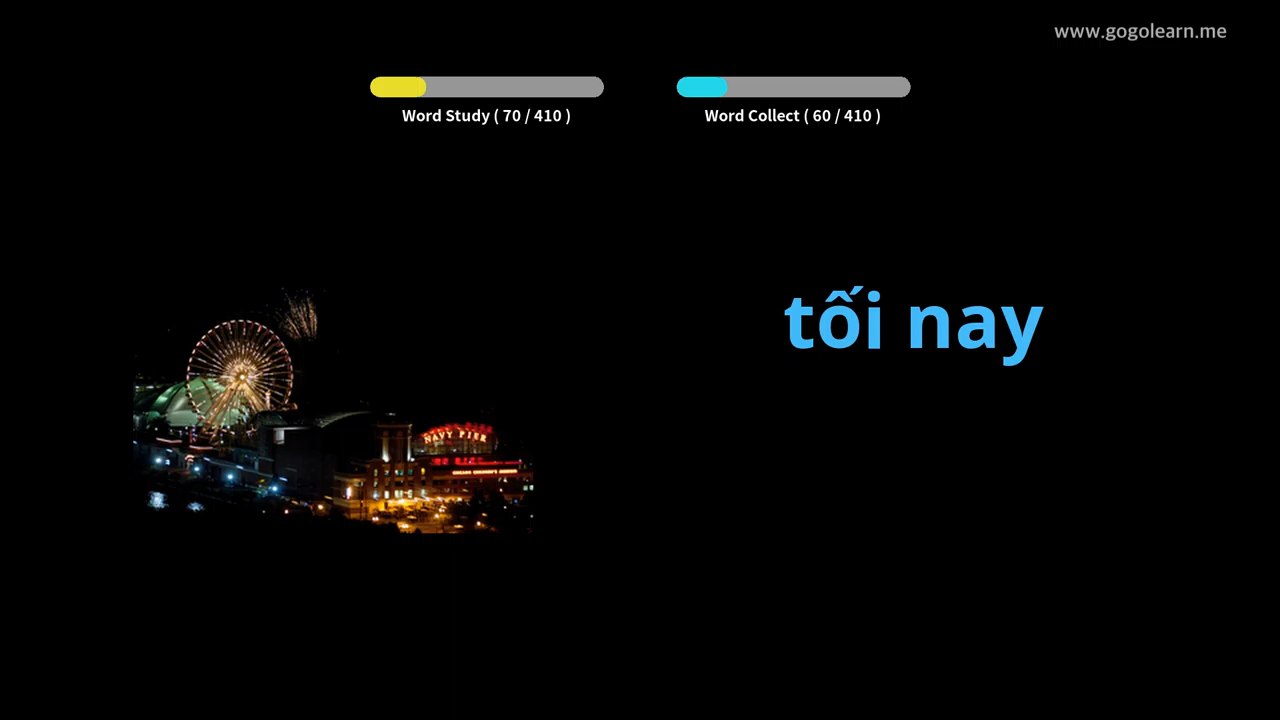 www.gogolearn.me
Word Study ( 70 / 410 )
Word Collect ( 60 / 410 )
tối nay
NAVY PIER